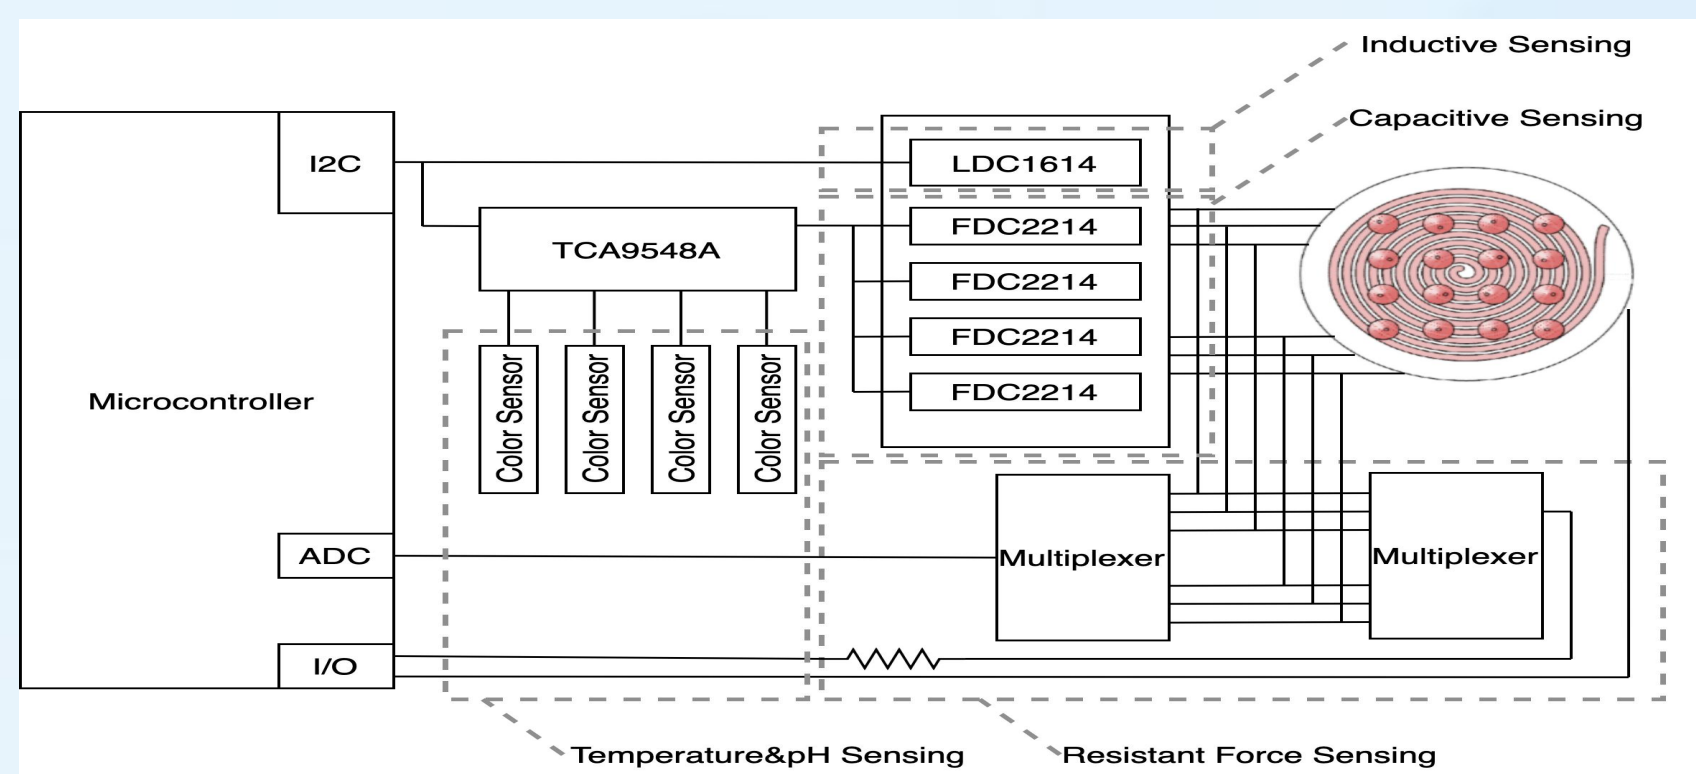 Inductive Sensing
Capacitive Sensing
I2C
LDC1614
TCA9548A
FDC2214
FDC2214
FDC2214
FDC2214
Microcontroller
Color Sensor
Color Sensor
Color Sensor
Color Sensor
ADC
Multiplexer
Multiplexer
I/O
Temperature&pH Sensing
Resistant Force Sensing